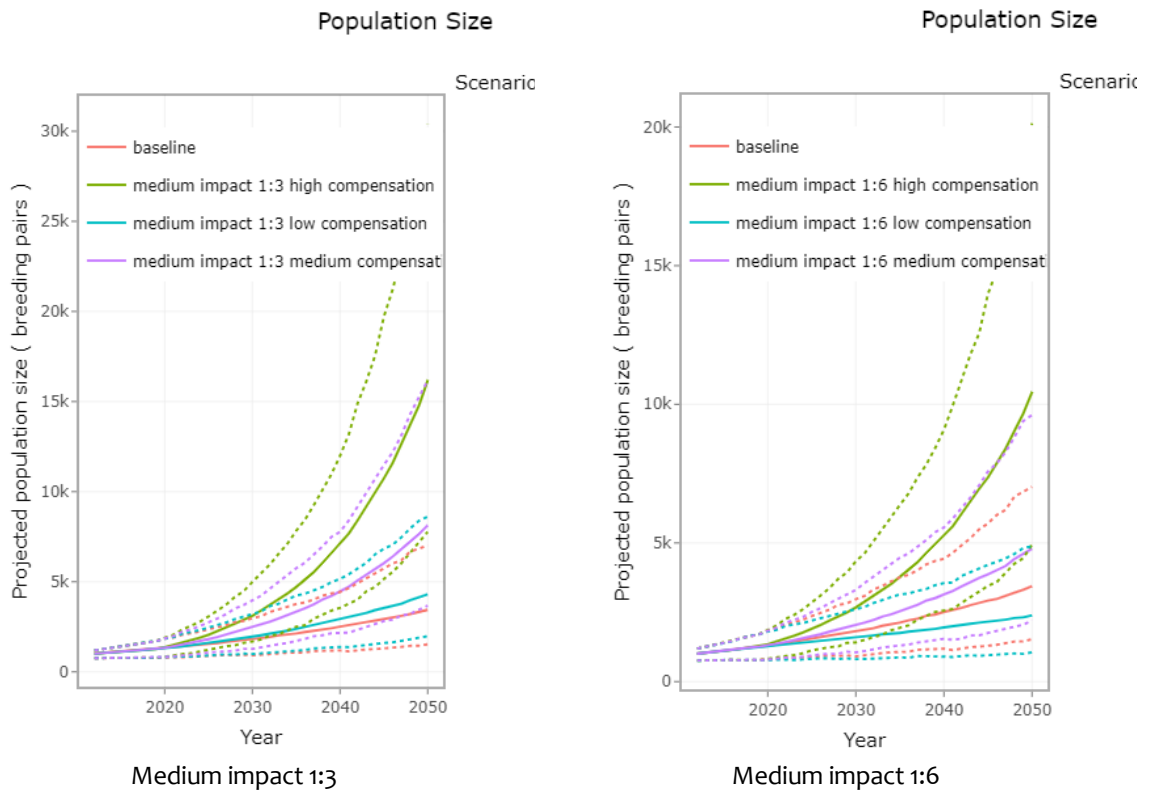 Population Size
Scenaric
30k
25k
20k
15k
10k
5k
0
baseline
medium impact 1:3 high compensation
medium impact 1:3 low compensation
medium impact 1:3 medium compensati
Projected population size ( breeding pairs )
2020 2030 2040 2050
Year
Medium impact 1:3
Population Size
Scenaric
20k
15k
10k
5k
0
baseline
medium impact 1:6 high compensation
medium impact 1:6 low compensation
medium impact 1:6 medium compensati
Projected population size ( breeding pairs )
2020 2030 2040 2050
Year
Medium impact 1:6